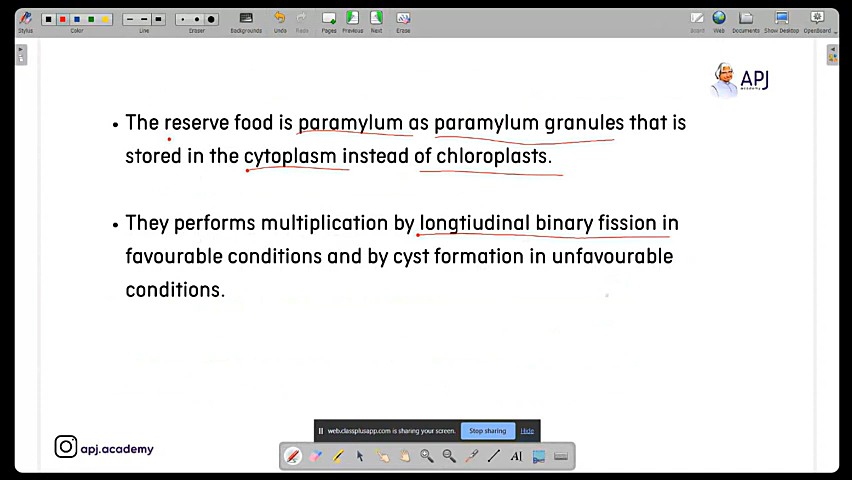 Stylus
Color
Line
Eraser
Backgrounds
Undo
Redo
Pages
Previous
Next
Erase
Board
Web
Documents
Show Desktop
OpenBoard
APJ
academy
• The reserve food is paramylum as paramylum granules that is
stored in the cytoplasm instead of chloroplasts.
• They performs multiplication by longtiudinal binary fission in
favourable conditions and by cyst formation in unfavourable
conditions.
apj.academy
web.classplusapp.com is sharing your screen.
Stop sharing
Hide